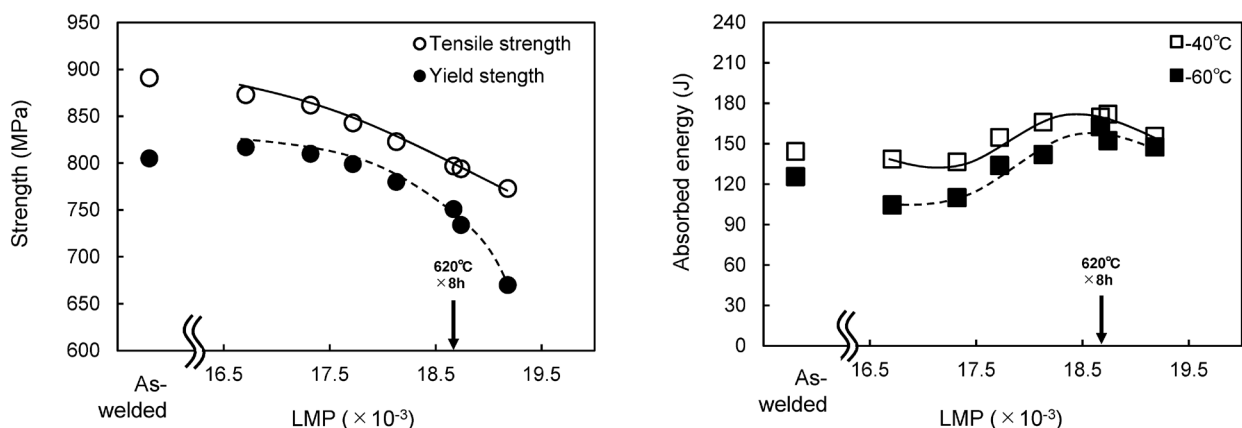 950
900
850
800
750
700
650
600
Strength (MPa)
Tensile strength
Yield stength
620℃
×8h
As-
welded
16.5
17.5
18.5
19.5
LMP (×10-3)
240
210
180
150
120
90
60
30
0
Absorbed energy (J)
-40℃
-60℃
620℃
×8h
As-
welded
16.5
17.5
18.5
19.5
LMP (×10-3)